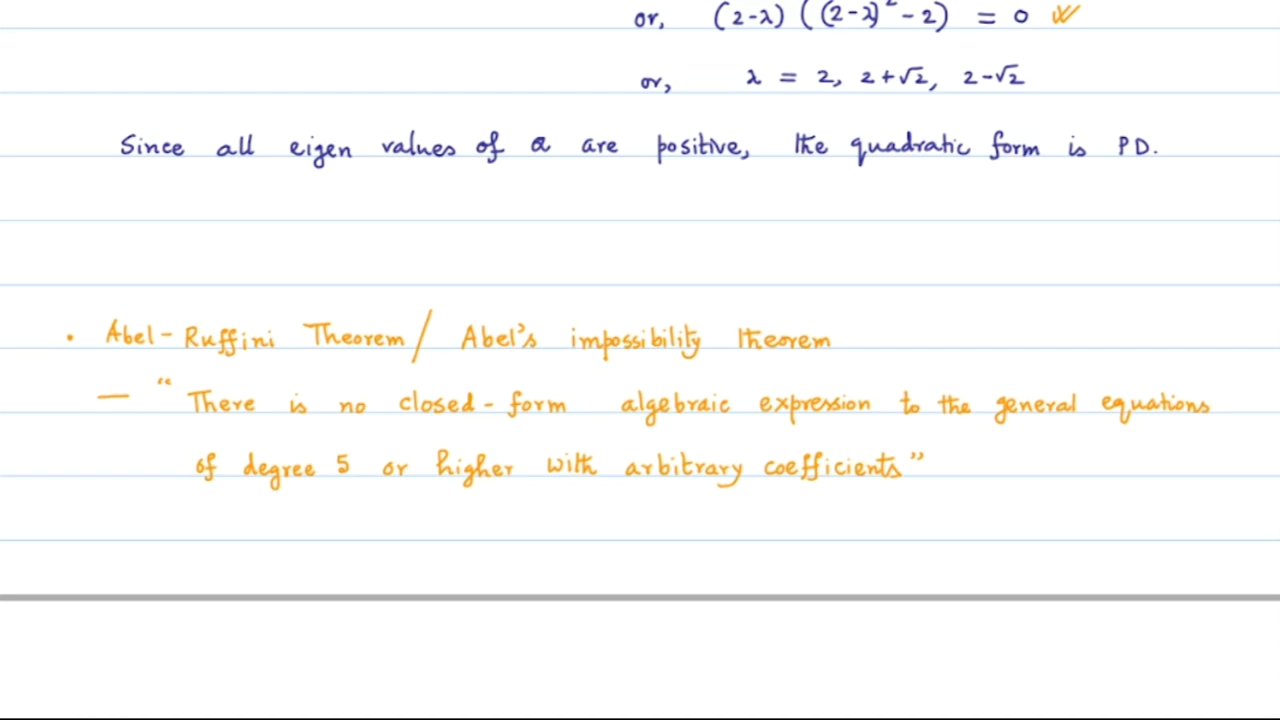 or, (2-λ) ((2-λ)² - 2) = 0
or, λ = 2, 2+√2, 2-√2
Since all eigen values of Q are positive, the quadratic form is PD.
• Abel-Ruffini Theorem / Abel's impossibility theorem
— "There is no closed-form algebraic expression to the general equations
of degree 5 or higher with arbitrary coefficients"